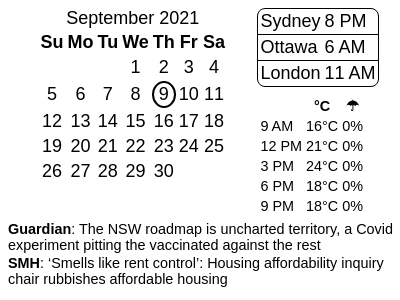 September 2021
Su Mo Tu We Th Fr Sa
1 2 3 4
5 6 7 8 9 10 11
12 13 14 15 16 17 18
19 20 21 22 23 24 25
26 27 28 29 30
Sydney 8 PM
Ottawa 6 AM
London 11 AM
°C ☂
9 AM 16°C 0%
12 PM 21°C 0%
3 PM 24°C 0%
6 PM 18°C 0%
9 PM 18°C 0%
Guardian: The NSW roadmap is uncharted territory, a Covid
experiment pitting the vaccinated against the rest
SMH: ‘Smells like rent control’: Housing affordability inquiry
chair rubbishes affordable housing